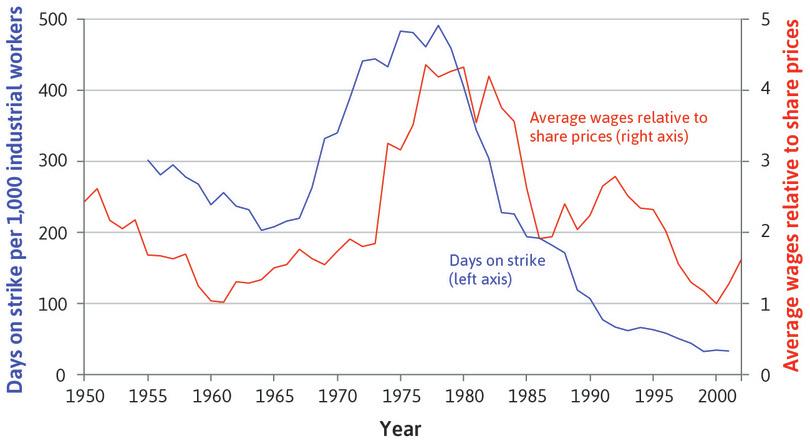 Days on strike per 1,000 industrial workers
500
400
300
200
100
0
5
4
3
2
1
0
Average wages relative to share prices
Average wages relative to
share prices (right axis)
Days on strike
(left axis)
1950 1955 1960 1965 1970 1975 1980 1985 1990 1995 2000
Year